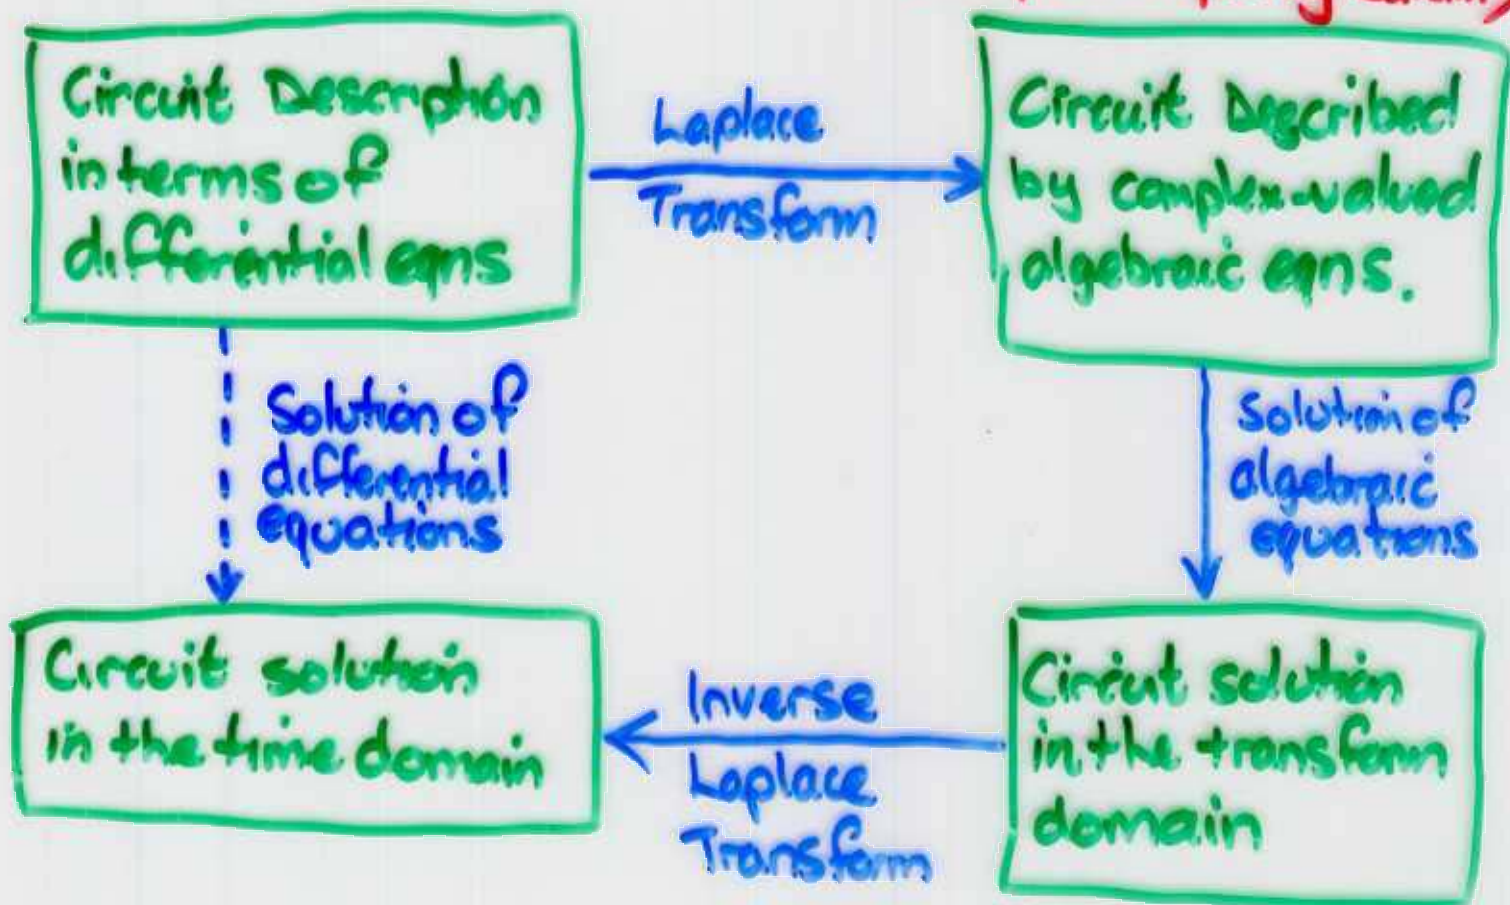 Circuit Description
in terms of
differential eqns
Laplace
Transform
Circuit Described
by complex-valued
algebraic eqns.
Solution of
differential
equations
Solution of
algebraic
equations
Circuit solution
in the time domain
Inverse
Laplace
Transform
Circuit solution
in the transform
domain